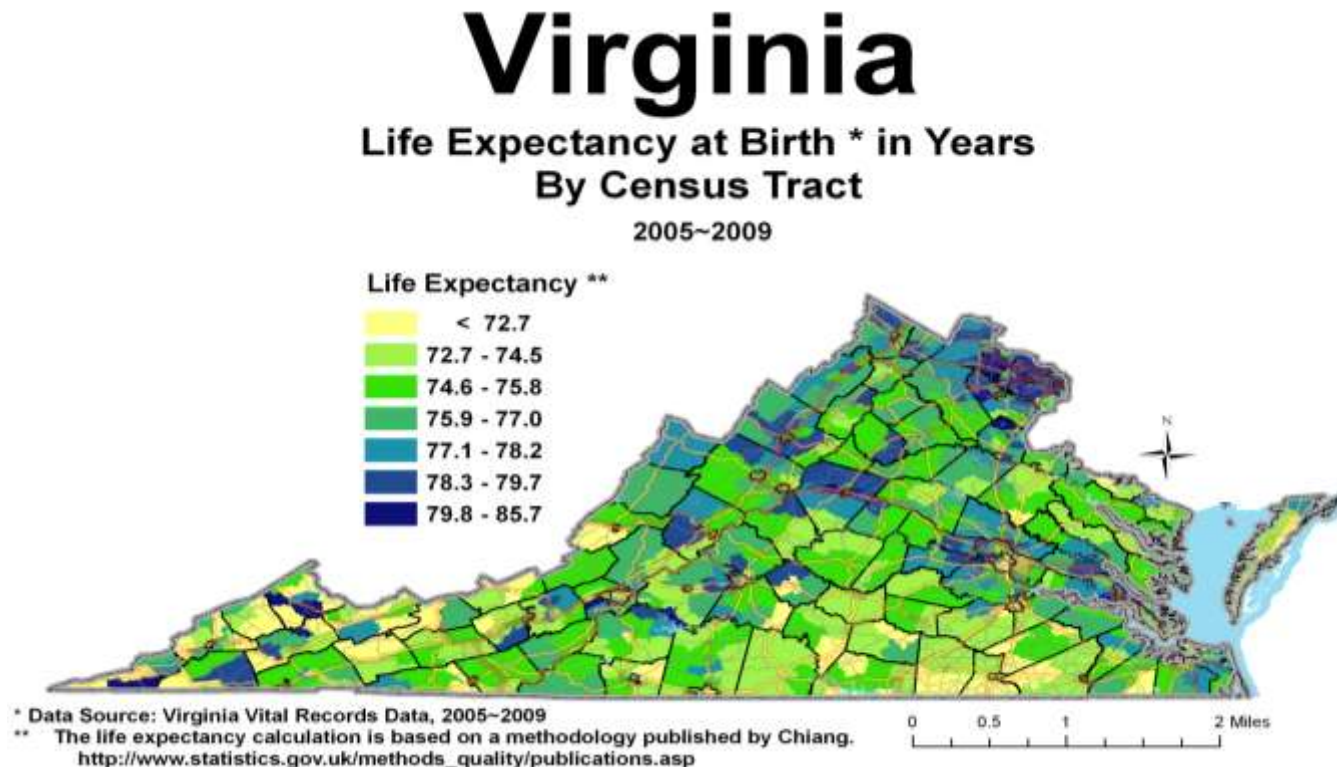 Virginia
Life Expectancy at Birth * in Years
By Census Tract
2005~2009
Life Expectancy **
< 72.7
72.7 - 74.5
74.6 - 75.8
75.9 - 77.0
77.1 - 78.2
78.3 - 79.7
79.8 - 85.7
N
* Data Source: Virginia Vital Records Data, 2005~2009
** The life expectancy calculation is based on a methodology published by Chiang.
http://www.statistics.gov.uk/methods_quality/publications.asp
0 0.5 1 2 Miles